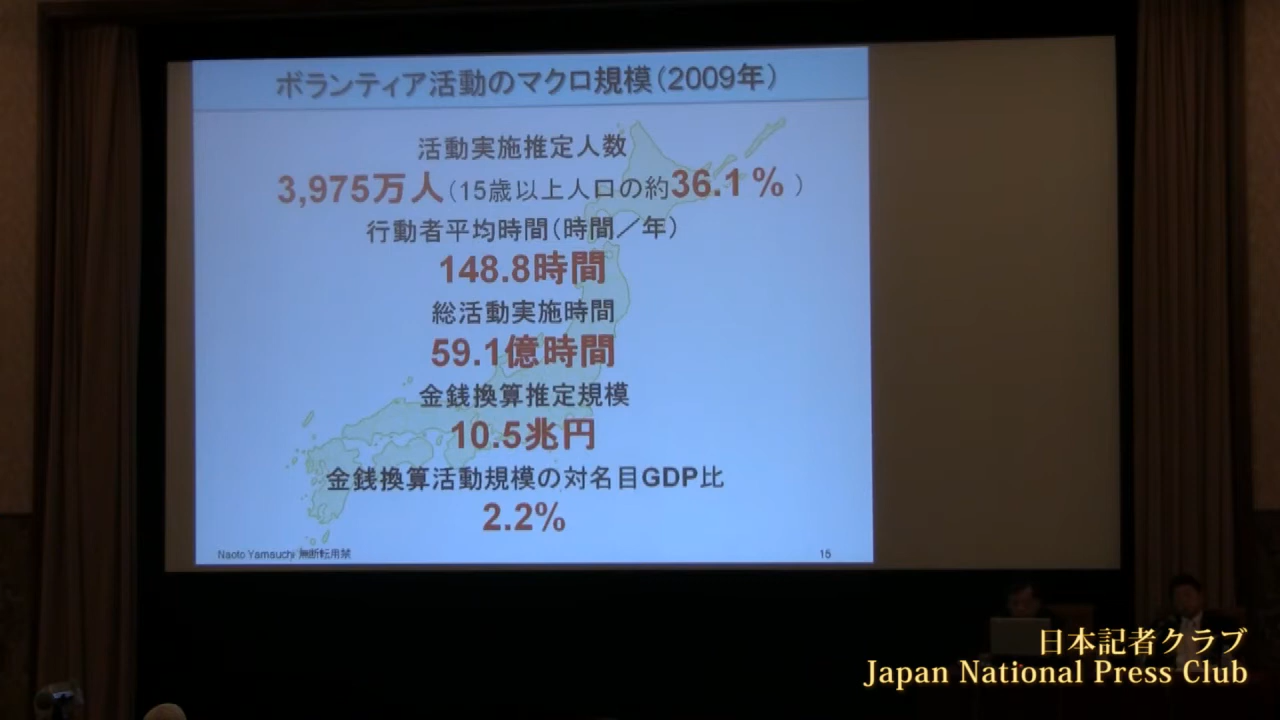 ボランティア活動のマクロ規模(2009年)
活動実施推定人数
3,975万人(15歳以上人口の約36.1%)
行動者平均時間(時間/年)
148.8時間
総活動実施時間
59.1億時間
金銭換算推定規模
10.5兆円
金銭換算活動規模の対名目GDP比
2.2%
Naoto Yamauchi 無断転用禁
15
日本記者クラブ
Japan National Press Club